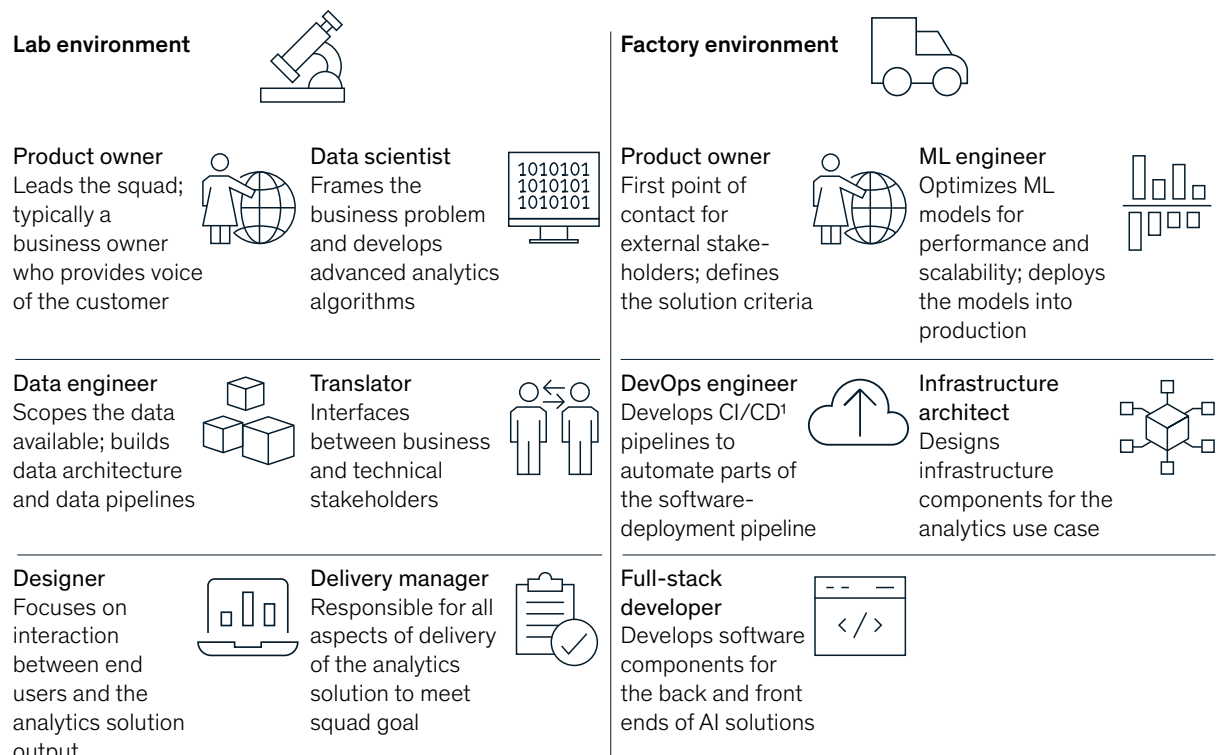 Lab environment
Product owner
Leads the squad;
typically a
business owner
who provides voice
of the customer
Data scientist
1010101
1010101
1010101
Frames the
business problem
and develops
advanced analytics
algorithms
Data engineer
Scopes the data
available; builds
data architecture
and data pipelines
Translator
Interfaces
between business
and technical
stakeholders
Designer
Focuses on
interaction
between end
users and the
analytics solution
output
Delivery manager
Responsible for all
aspects of delivery
of the analytics
solution to meet
squad goal
Factory environment
Product owner
First point of
contact for
external stake-
holders; defines
the solution criteria
ML engineer
Optimizes ML
models for
performance and
scalability; deploys
the models into
production
DevOps engineer
Develops CI/CD¹
pipelines to
automate parts of
the software-
deployment pipeline
Infrastructure
architect
Designs
infrastructure
components for the
analytics use case
Full-stack
developer
Develops software
components for
the back and front
ends of AI solutions